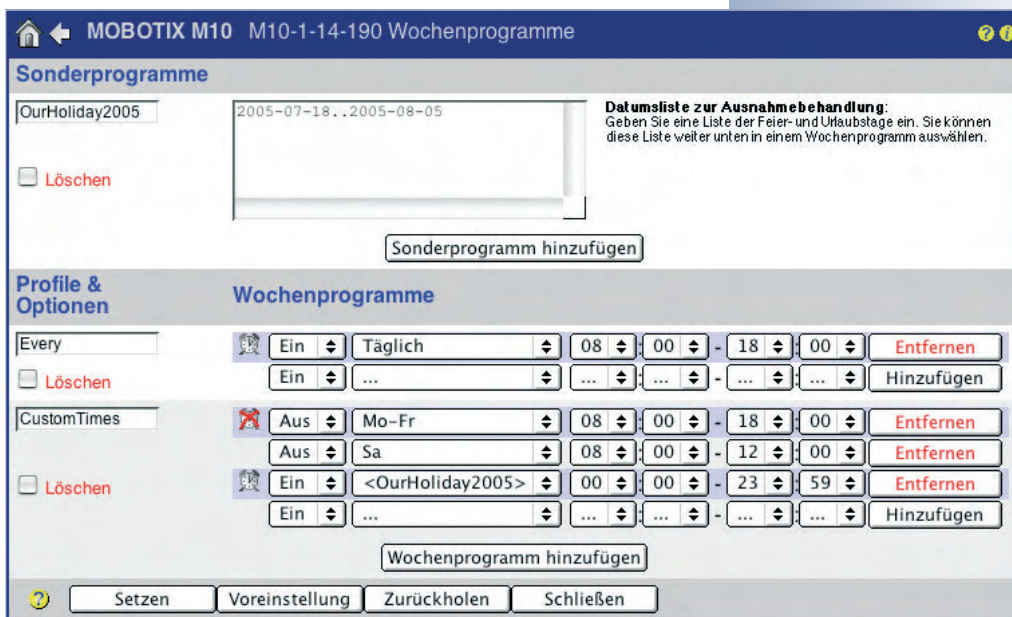 MOBOTIX M10 M10-1-14-190 Wochenprogramme
Sonderprogramme
OurHoliday2005
2005-07-18..2005-08-05
Datumsliste zur Ausnahmebehandlung:
Geben Sie eine Liste der Feier- und Urlaubstage ein. Sie können
diese Liste weiter unten in einem Wochenprogramm auswählen.
Löschen
Sonderprogramm hinzufügen
Profile &
Optionen
Wochenprogramme
Every
Ein Täglich 08 : 00 - 18 : 00 Entfernen
Löschen
Ein ... ... : ... - ... : ... Hinzufügen
CustomTimes
Aus Mo-Fr 08 : 00 - 18 : 00 Entfernen
Aus Sa 08 : 00 - 12 : 00 Entfernen
Löschen
Ein <OurHoliday2005> 00 : 00 - 23 : 59 Entfernen
Ein ... ... : ... - ... : ... Hinzufügen
Wochenprogramm hinzufügen
? Setzen Voreinstellung Zurückholen Schließen